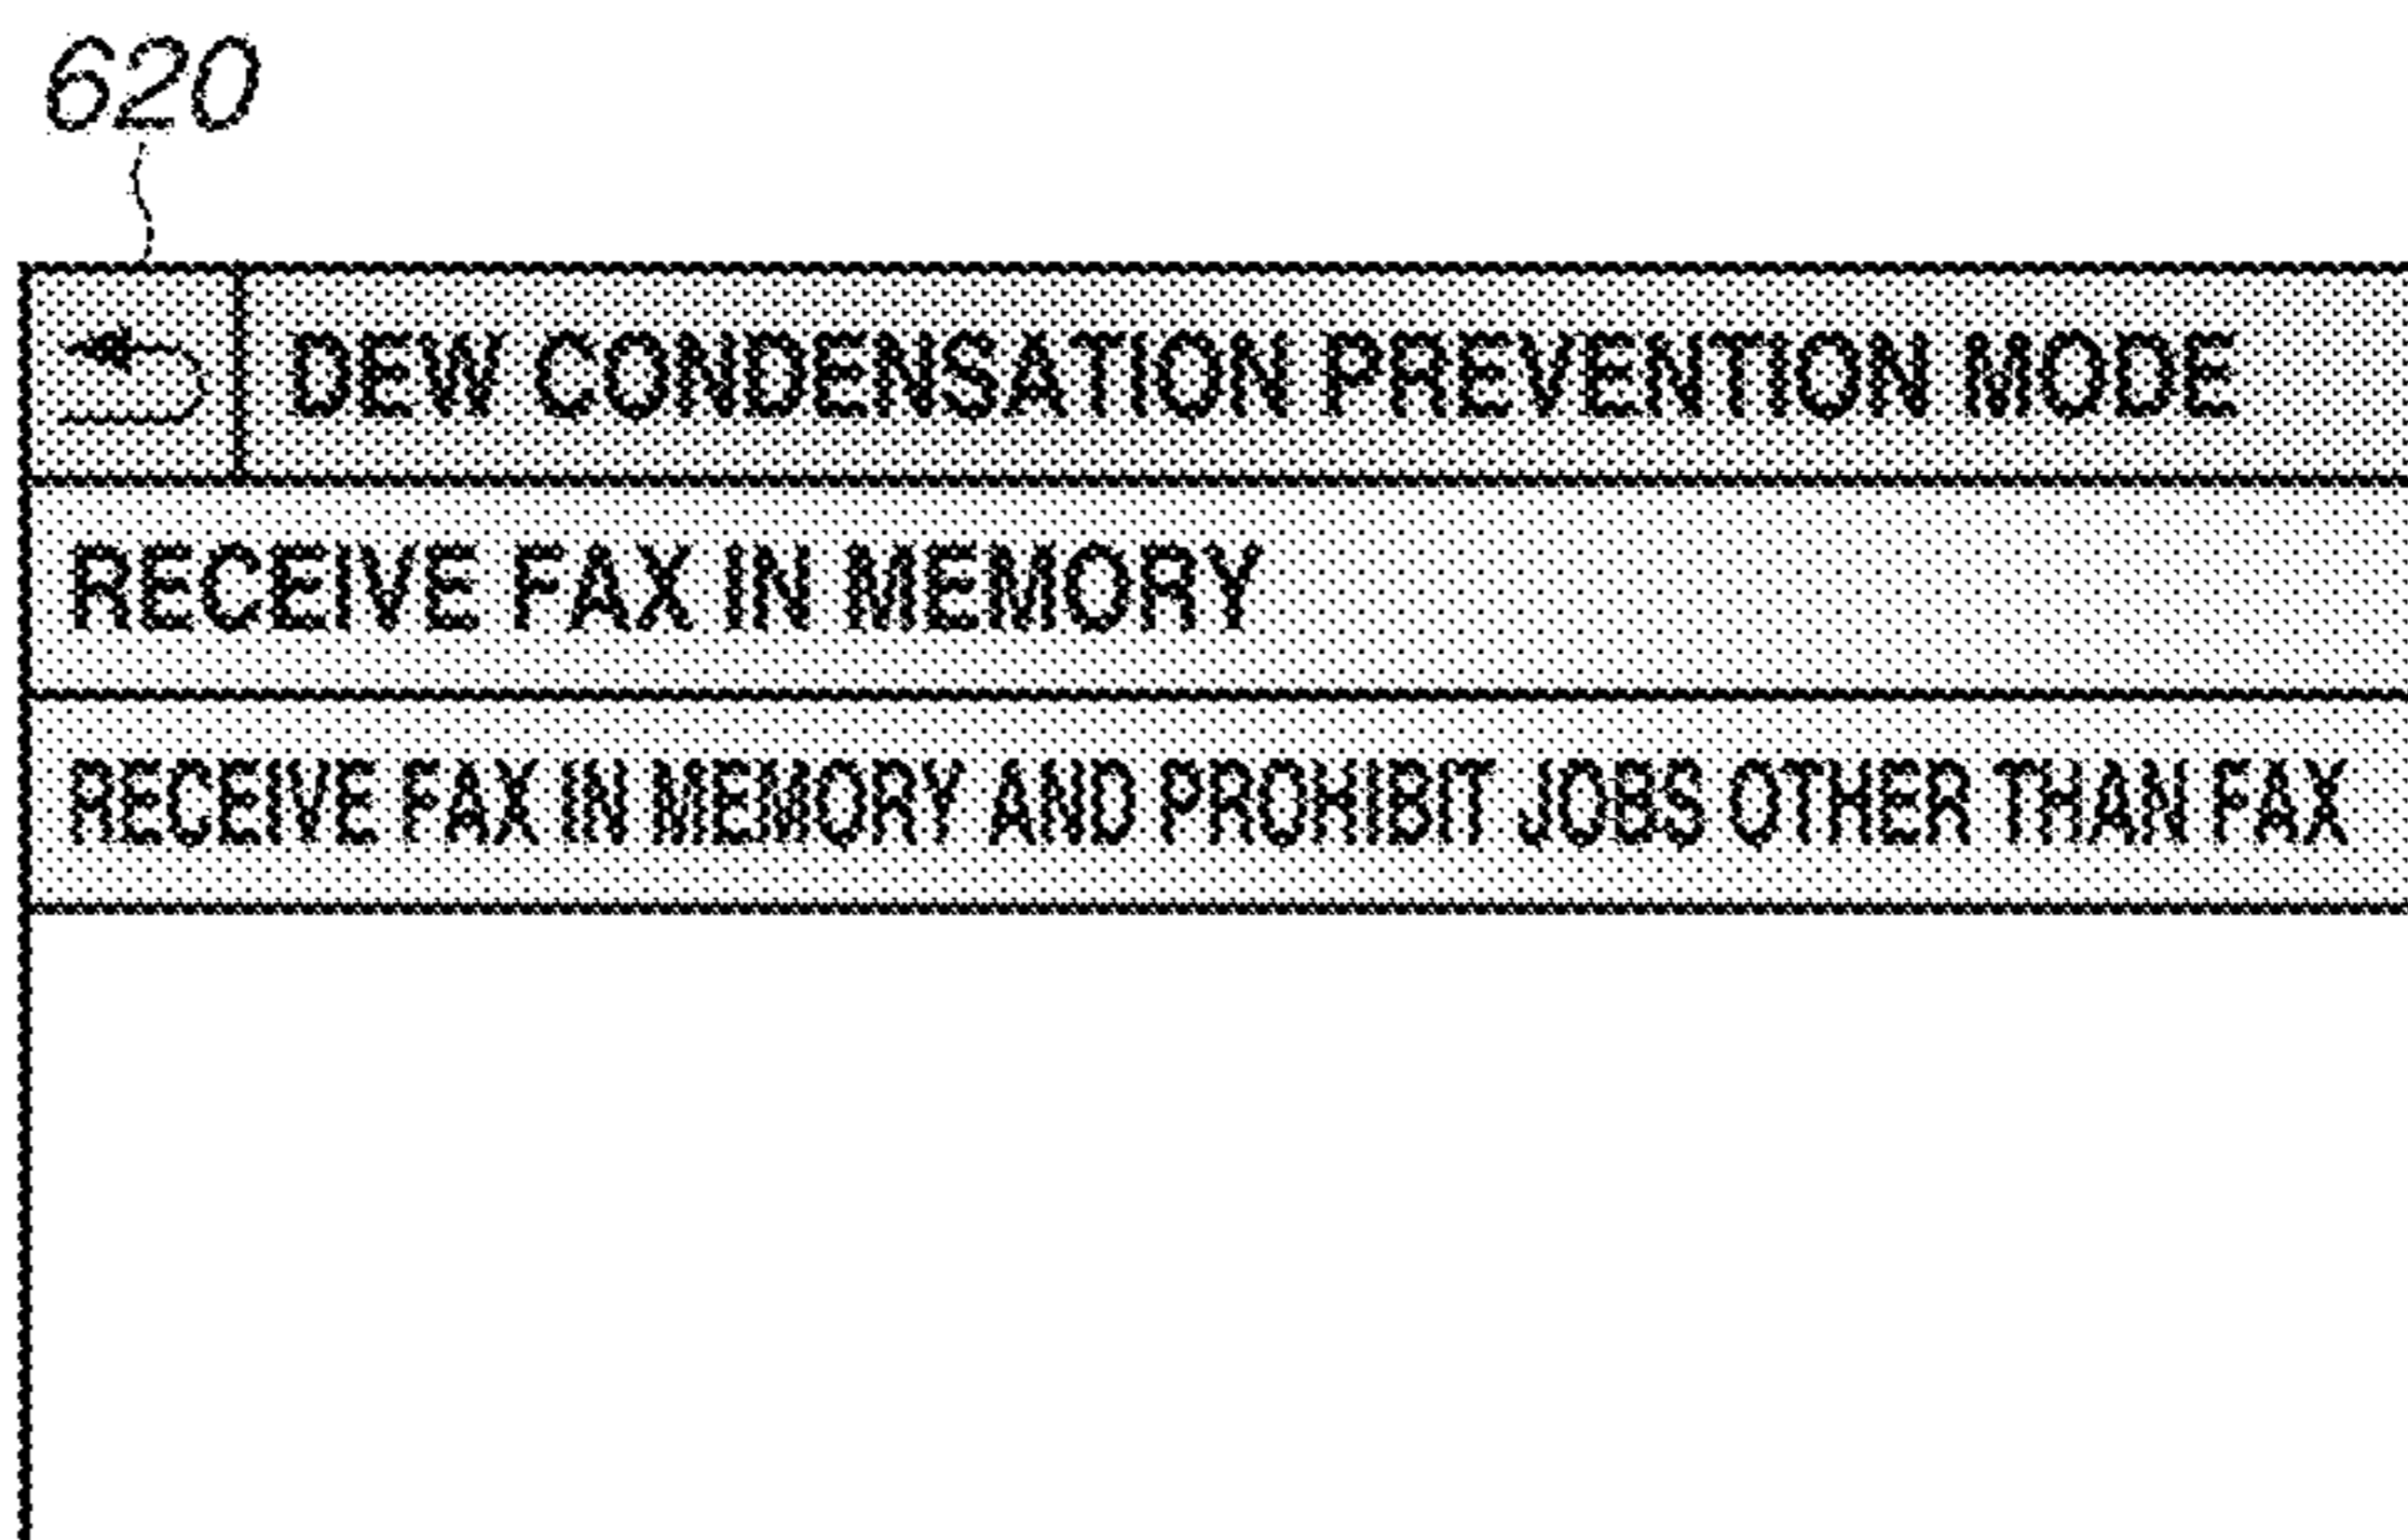 620
DEW CONDENSATION PREVENTION MODE
RECEIVE FAX IN MEMORY
RECEIVE FAX IN MEMORY AND PROHIBIT JOBS OTHER THAN FAX